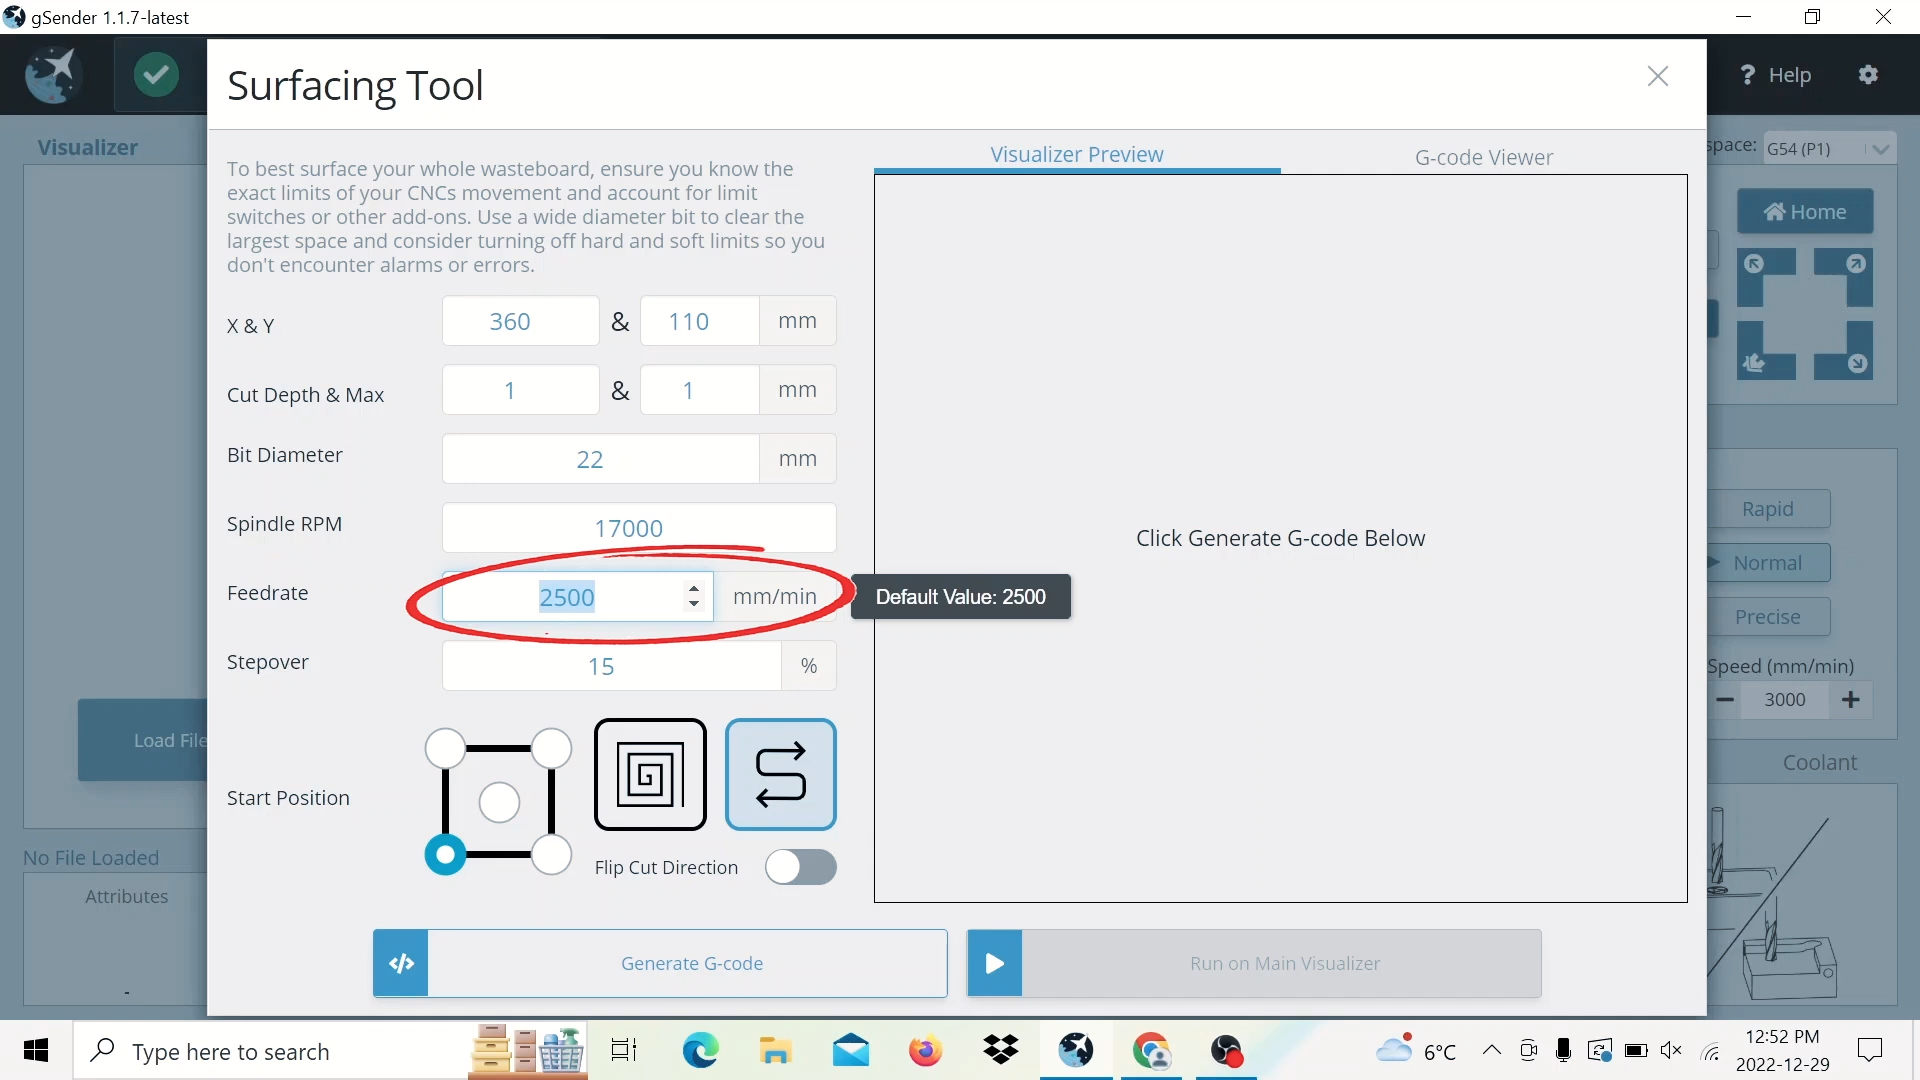 gSender 1.1.7-latest
Surfacing Tool
Help
Visualizer
To best surface your whole wasteboard, ensure you know the
exact limits of your CNCs movement and account for limit
switches or other add-ons. Use a wide diameter bit to clear the
largest space and consider turning off hard and soft limits so you
don't encounter alarms or errors.
X & Y
360 & 110 mm
Cut Depth & Max
1 & 1 mm
Bit Diameter
22 mm
Spindle RPM
17000
Feedrate
2500 mm/min
Default Value: 2500
Stepover
15 %
Start Position
Flip Cut Direction
Generate G-code
Run on Main Visualizer
Visualizer Preview
G-code Viewer
Click Generate G-code Below
space: G54 (P1)
Home
Rapid
Normal
Precise
Speed (mm/min)
- 3000 +
Coolant
Load File
No File Loaded
Attributes
-
Type here to search
6°C
12:52 PM
2022-12-29